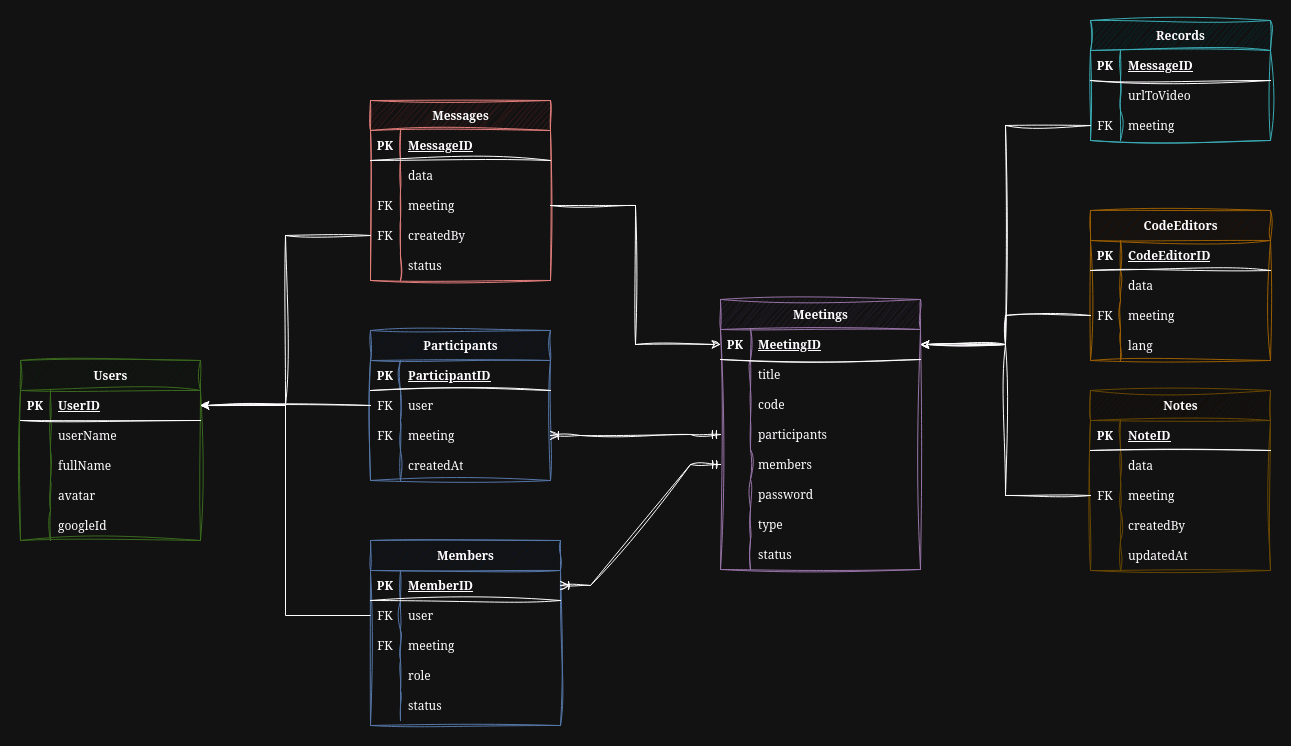 Records
PK MessageID
urlToVideo
FK meeting
Messages
PK MessageID
data
FK meeting
FK createdBy
status
CodeEditors
PK CodeEditorID
data
FK meeting
lang
Meetings
PK MeetingID
title
code
participants
members
password
type
status
Participants
PK ParticipantID
FK user
FK meeting
createdAt
Users
PK UserID
userName
fullName
avatar
googleId
Notes
PK NoteID
data
FK meeting
createdBy
updatedAt
Members
PK MemberID
FK user
FK meeting
role
status